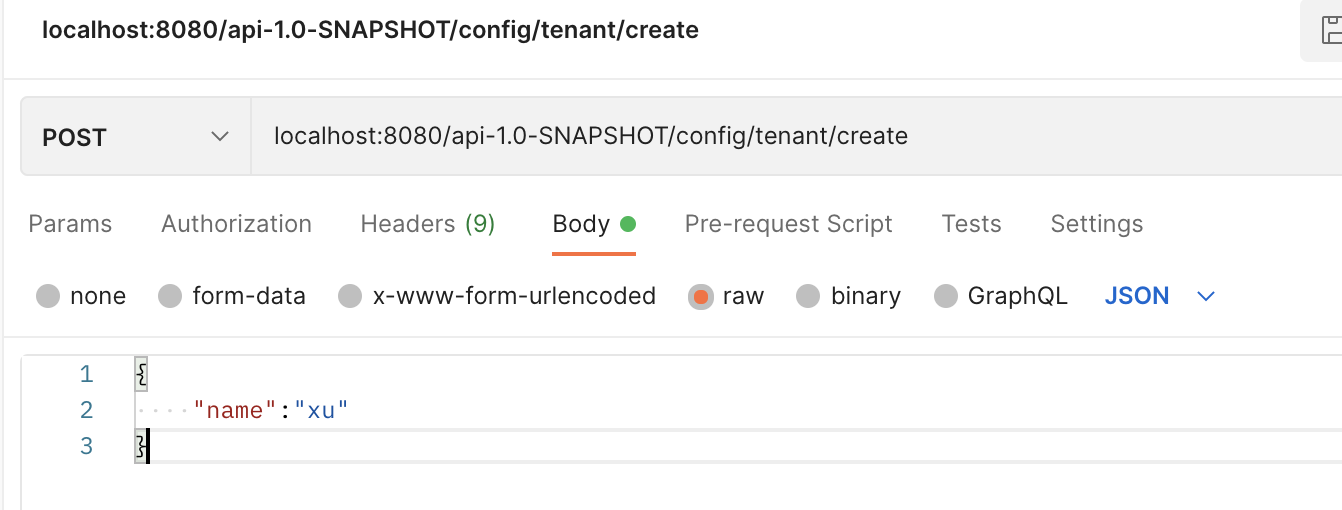 localhost:8080/api-1.0-SNAPSHOT/config/tenant/create
POST localhost:8080/api-1.0-SNAPSHOT/config/tenant/create
Params Authorization Headers (9) Body Pre-request Script Tests Settings
none form-data x-www-form-urlencoded raw binary GraphQL JSON
1 {
2 "name":"xu"
3 }